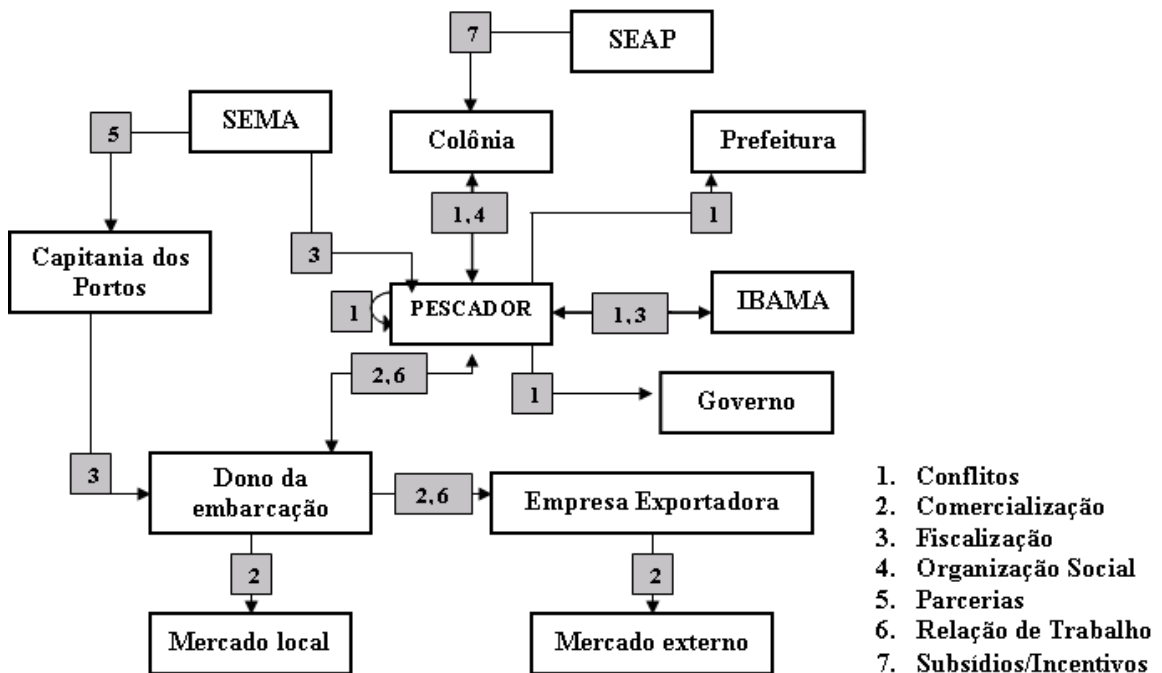 7
SEAP
SEMA
5
Colônia
Prefeitura
1,4
1
Capitania dos
Portos
3
1
PESCADOR
1,3
IBAMA
2,6
1
Governo
3
Dono da
embarcação
2,6
Empresa Exportadora
2
2
Mercado local
Mercado externo
1. Conflitos
2. Comercialização
3. Fiscalização
4. Organização Social
5. Parcerias
6. Relação de Trabalho
7. Subsídios/Incentivos